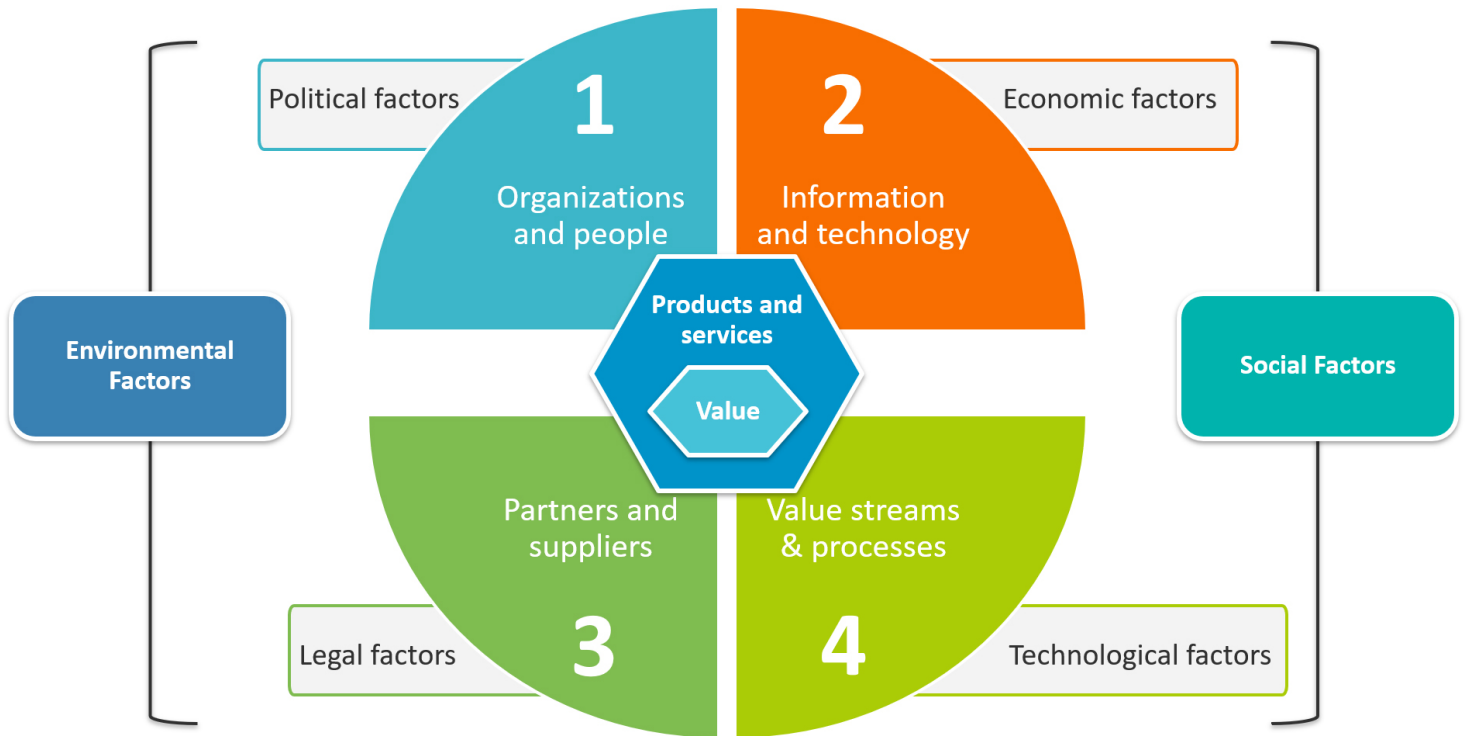 Political factors
1
Organizations
and people
2
Information
and technology
Economic factors
Environmental
Factors
Products and
services
Value
Social Factors
Partners and
suppliers
3
Legal factors
Value streams
& processes
4
Technological factors